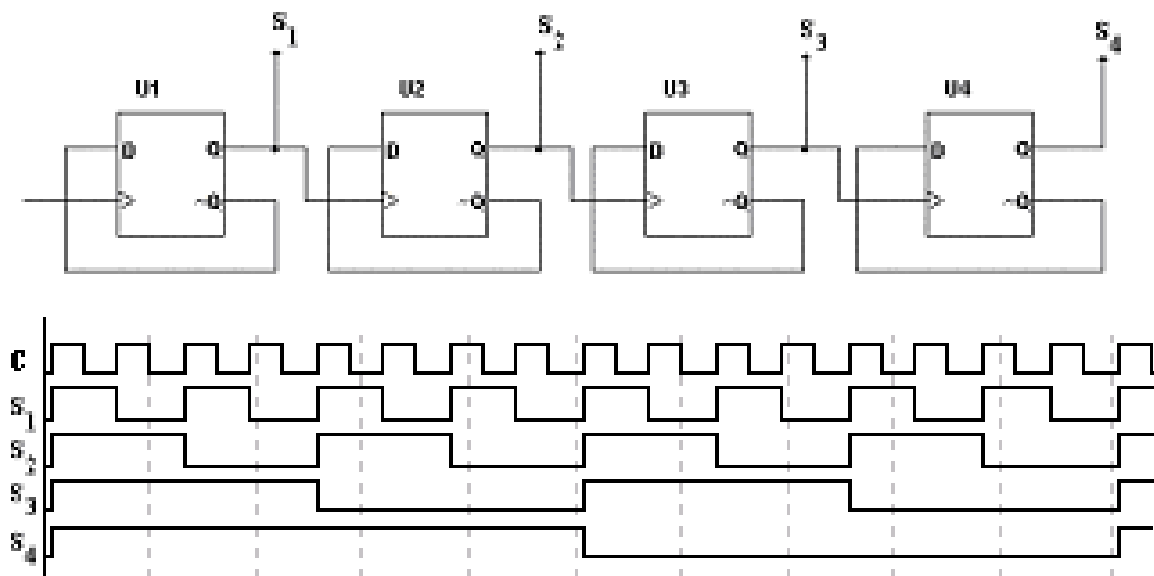 S1 S2 S3 S4
U1 U2 U3 U4
D Q D Q D Q D Q
> ~Q > ~Q > ~Q > ~Q
C
S1
S2
S3
S4